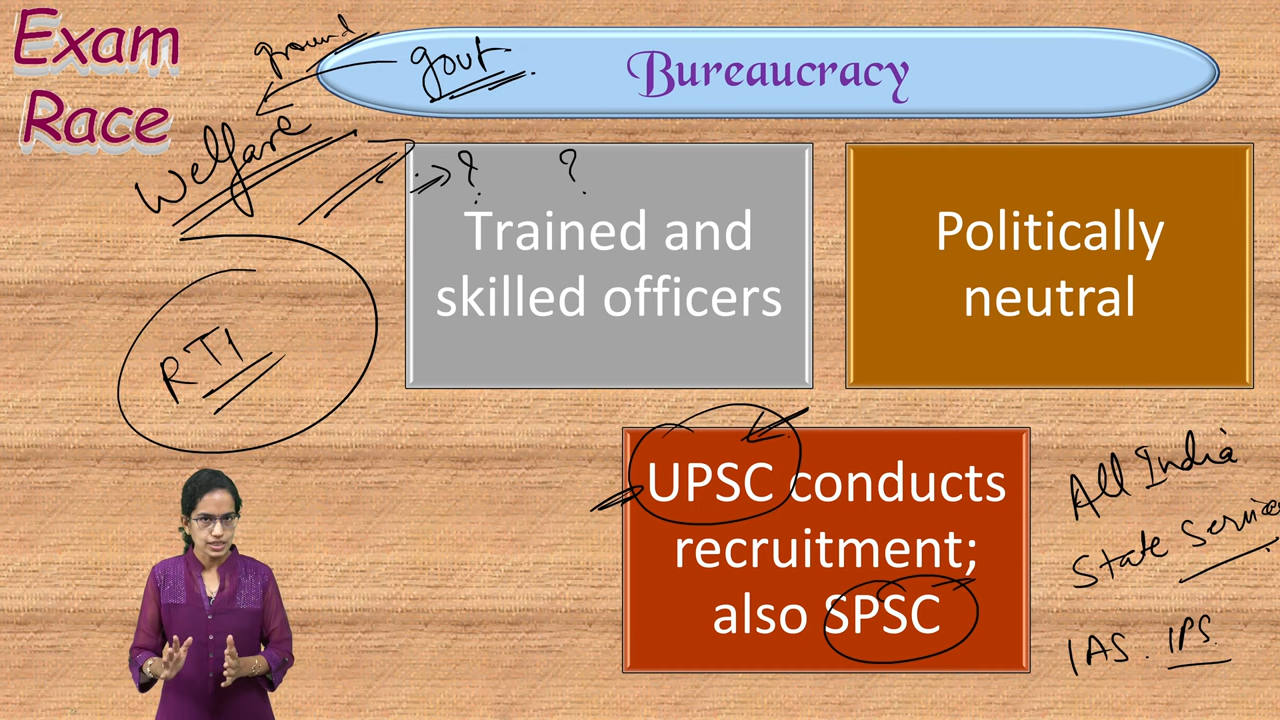 Exam
Race
ground
govt.
Bureaucracy
Welfare
? ?
Trained and
skilled officers
Politically
neutral
RTI
UPSC conducts
recruitment;
also SPSC
All India
State Services
IAS. IPS.